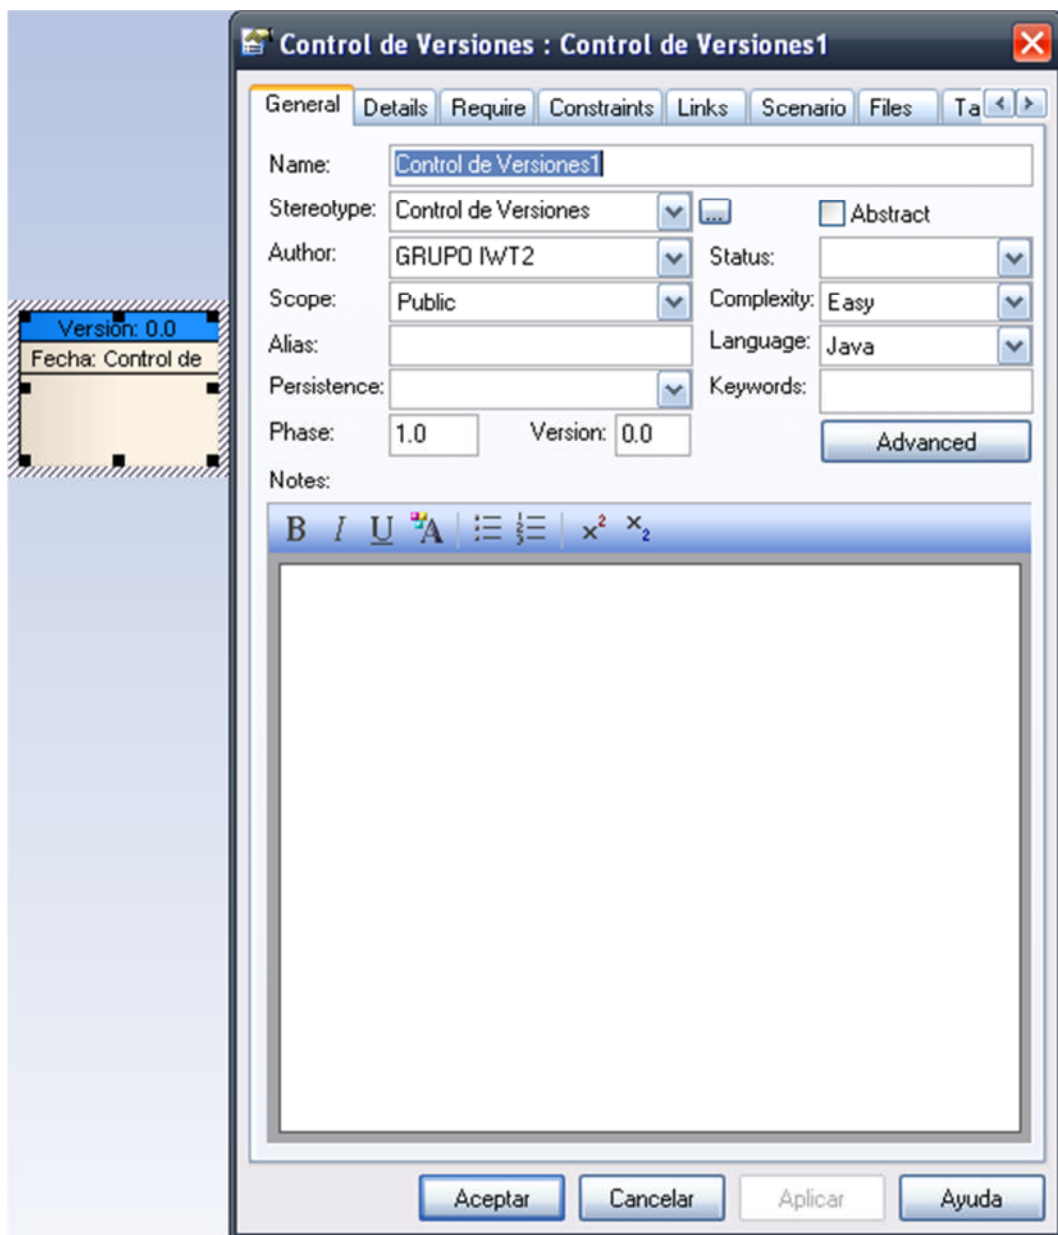 Control de Versiones : Control de Versiones1
General Details Require Constraints Links Scenario Files Ta
Name: Control de Versiones1
Stereotype: Control de Versiones ... Abstract
Author: GRUPO IWT2 Status:
Scope: Public Complexity: Easy
Alias: Language: Java
Persistence: Keywords:
Phase: 1.0 Version: 0.0 Advanced
Notes:
B I U A x² x₂
Versión: 0.0
Fecha: Control de
Aceptar Cancelar Aplicar Ayuda